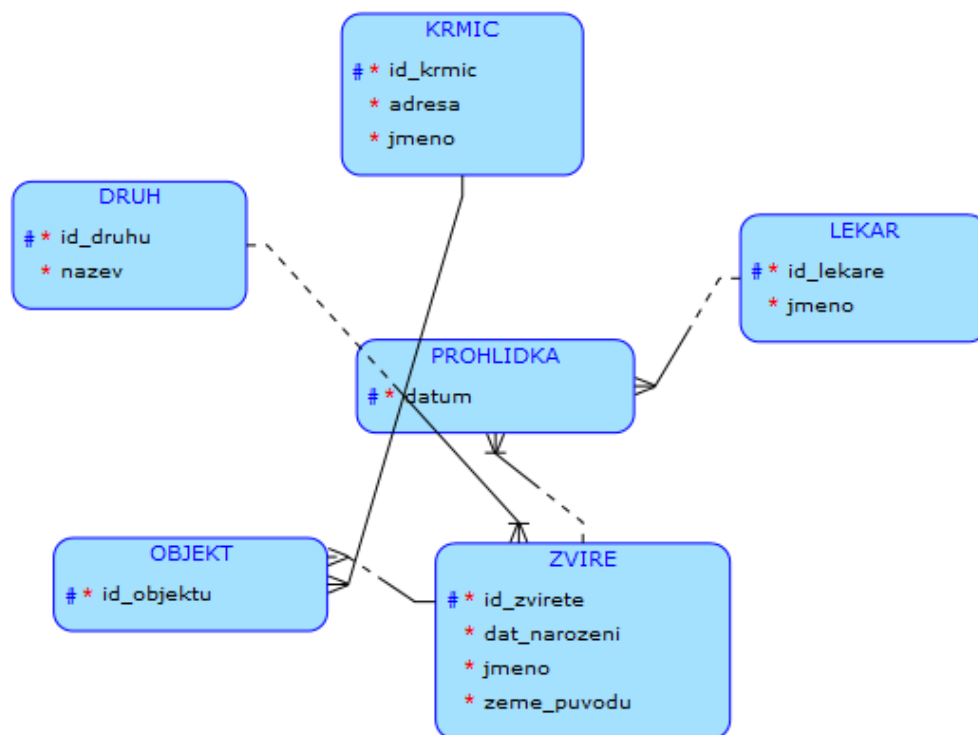 KRMIC
# * id_krmic
* adresa
* jmeno
DRUH
# * id_druhu
* nazev
LEKAR
# * id_lekare
* jmeno
PROHLIDKA
# * datum
OBJEKT
# * id_objektu
ZVIRE
# * id_zvirete
* dat_narozeni
* jmeno
* zeme_puvodu